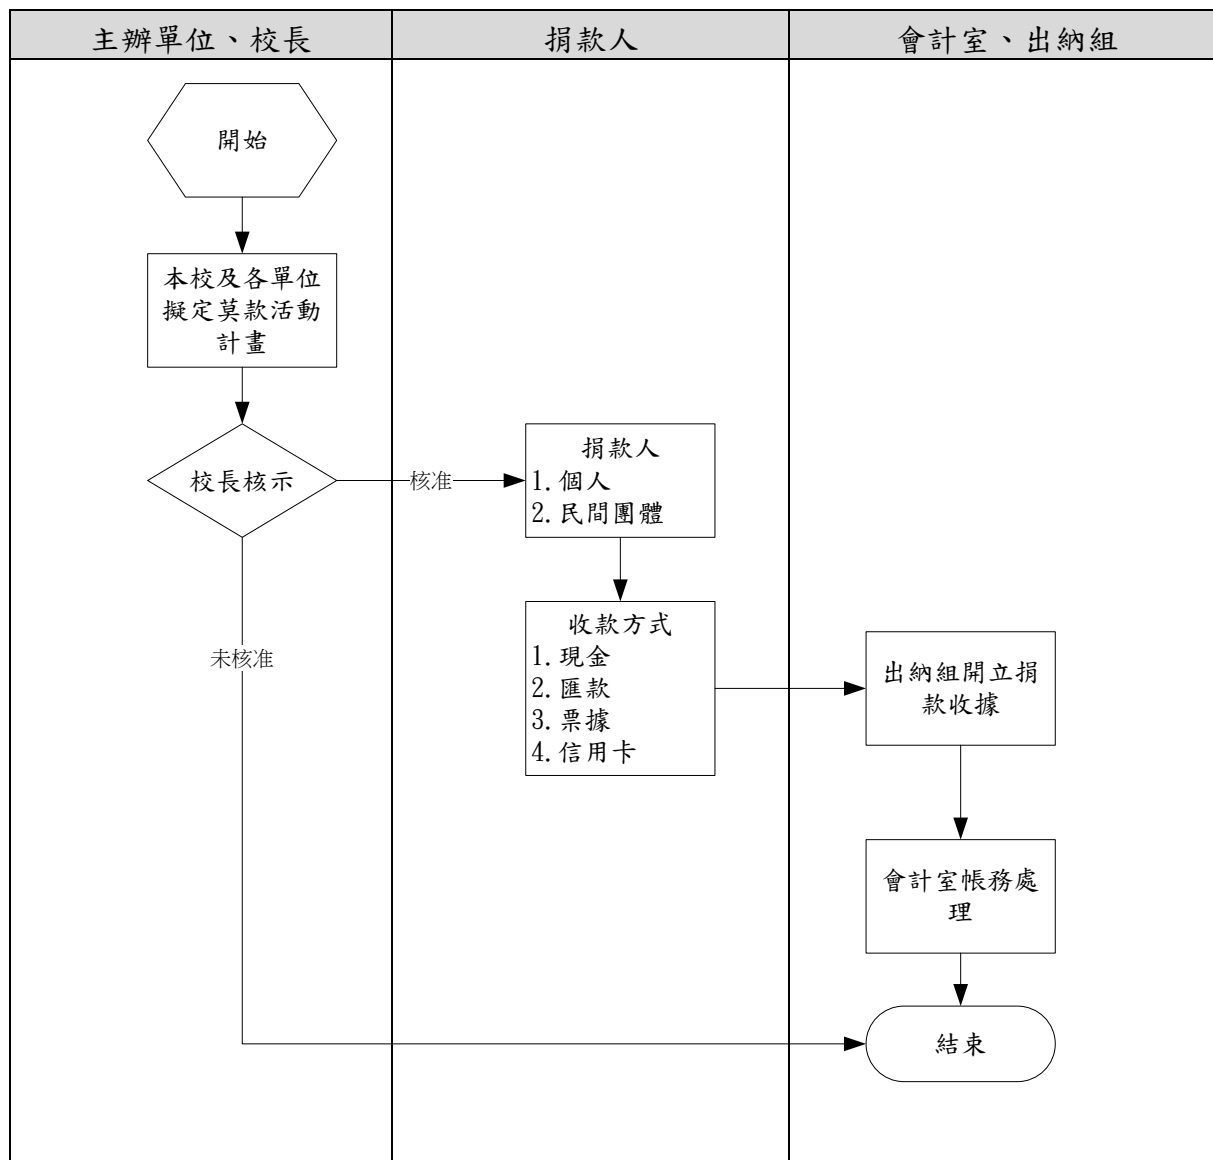 主辦單位、校長
捐款人
會計室、出納組
開始
本校及各單位
擬定莫款活動
計畫
校長核示
核准
捐款人
1. 個人
2. 民間團體
未核准
收款方式
1. 現金
2. 匯款
3. 票據
4. 信用卡
出納組開立捐
款收據
會計室帳務處
理
結束